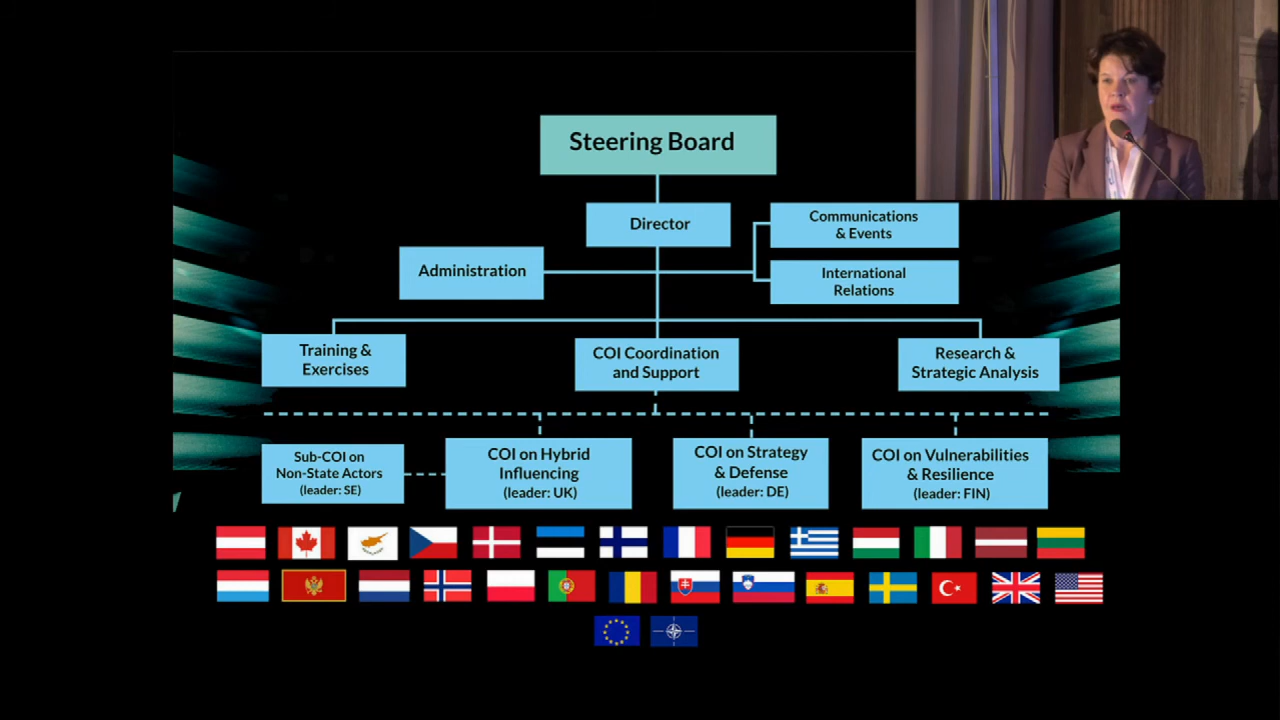 Steering Board
Director
Communications
& Events
Administration
International
Relations
Training &
Exercises
COI Coordination
and Support
Research &
Strategic Analysis
Sub-COI on
Non-State Actors
(leader: SE)
COI on Hybrid
Influencing
(leader: UK)
COI on Strategy
& Defense
(leader: DE)
COI on Vulnerabilities
& Resilience
(leader: FIN)